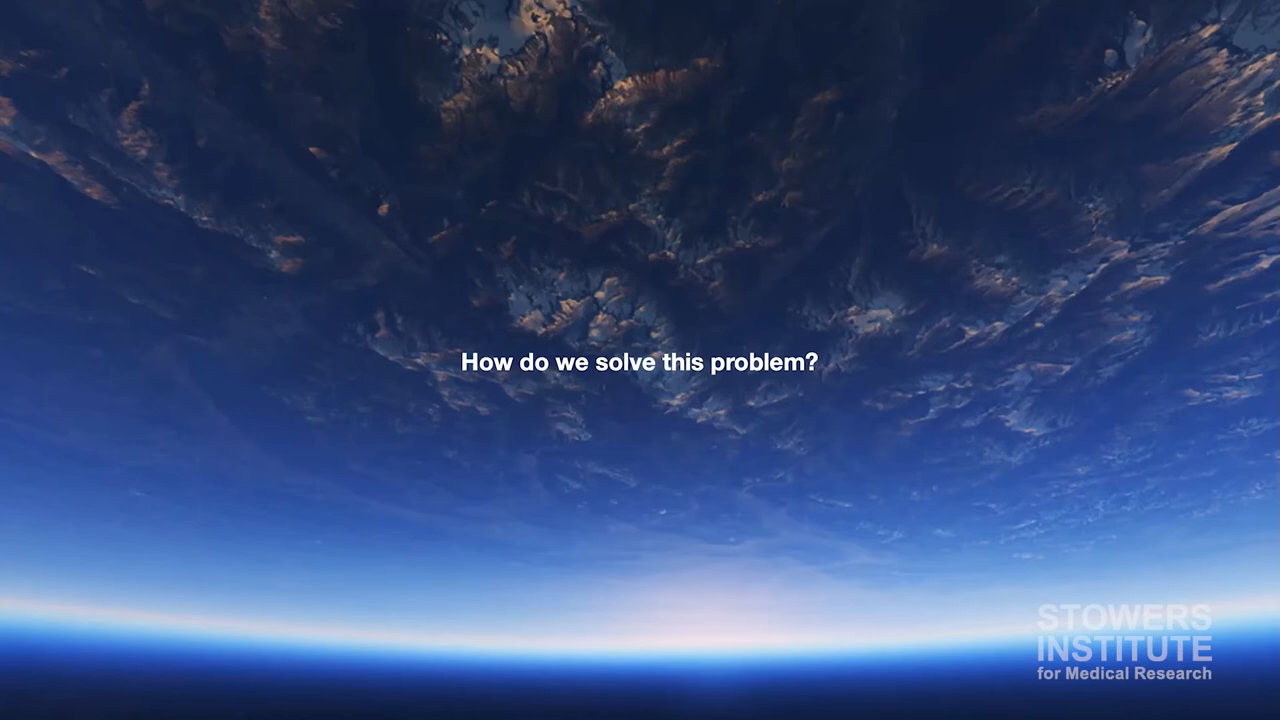 How do we solve this problem?
STOWERS
INSTITUTE
for Medical Research